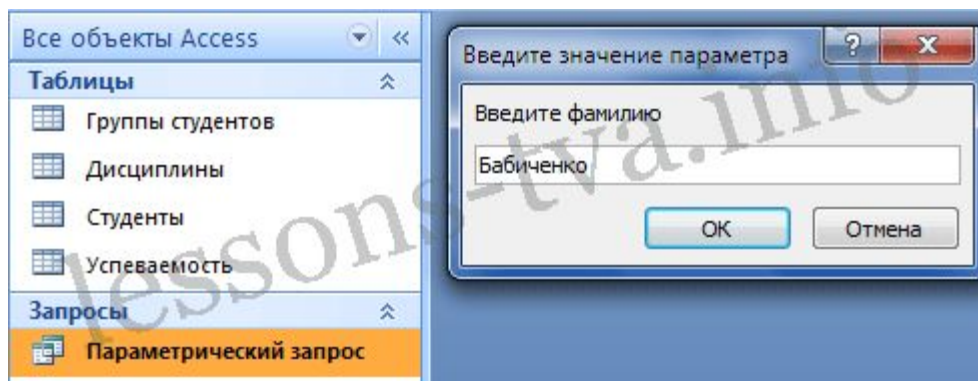 Все объекты Access
Таблицы
Группы студентов
Дисциплины
Студенты
Успеваемость
Запросы
Параметрический запрос
Введите значение параметра
Введите фамилию
Бабиченко
ОК
Отмена
lessons-tva.info